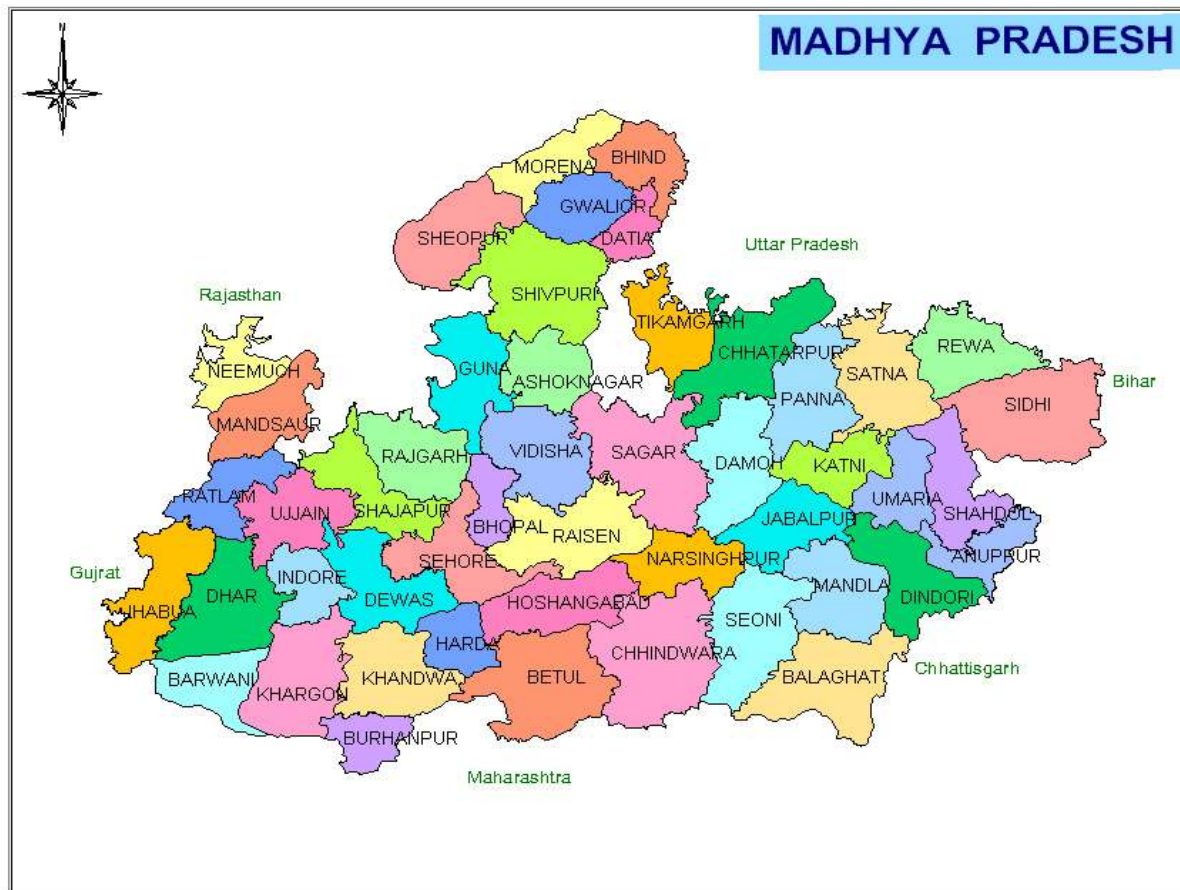 N
MADHYA PRADESH
MORENA
BHIND
GWALIOR
SHEOPUR
DATIA
Uttar Pradesh
Rajasthan
SHIVPURI
TIKAMGARH
CHHATARPUR
REWA
NEEMUCH
GUNA
ASHOKNAGAR
SATNA
Bihar
PANNA
SIDHI
MANDSAUR
RAJGARH
VIDISHA
SAGAR
DAMOH
KATNI
RATLAM
UJJAIN
SHAJAPUR
BHOPAL
RAISEN
JABALPUR
UMARIA
SHAHDOL
ANUPPUR
Gujrat
INDORE
SEHORE
NARSINGHPUR
MANDLA
DINDORI
JHABUA
DHAR
DEWAS
HOSHANGABAD
SEONI
HARDA
CHHINDWARA
BARWANI
KHARGON
KHANDWA
BETUL
BALAGHAT
Chhattisgarh
BURHANPUR
Maharashtra